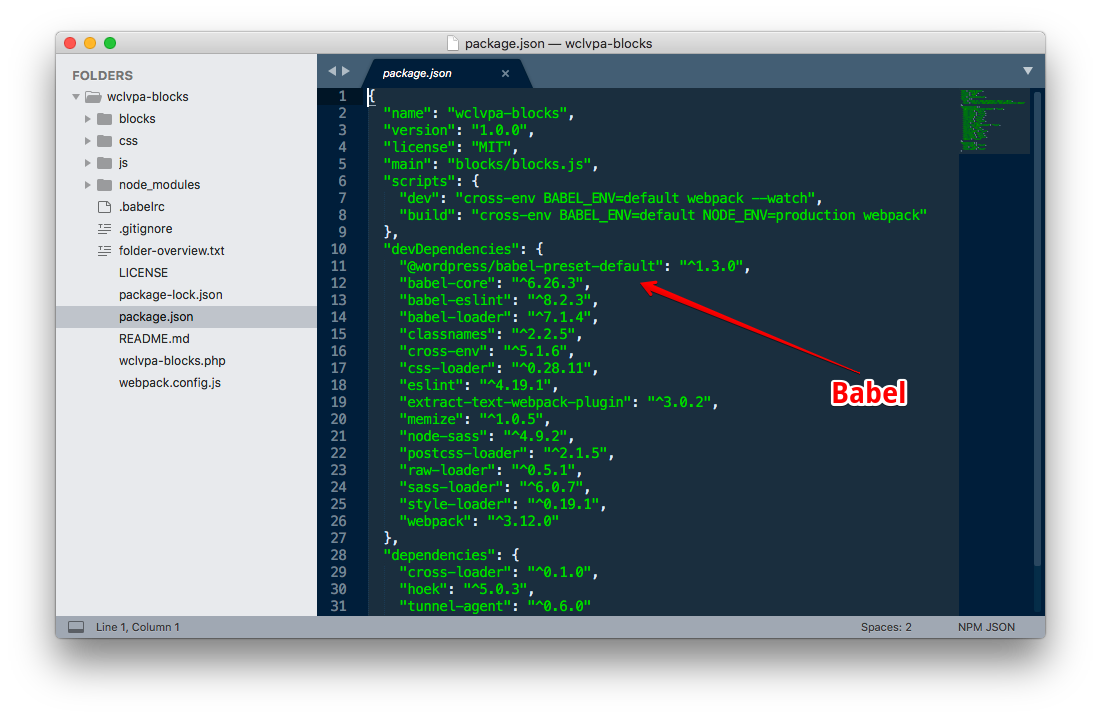 package.json — wclvpa-blocks
FOLDERS
wclvpa-blocks
blocks
css
js
node_modules
.babelrc
.gitignore
folder-overview.txt
LICENSE
package-lock.json
package.json
README.md
wclvpa-blocks.php
webpack.config.js
package.json ×
1 {
2 "name": "wclvpa-blocks",
3 "version": "1.0.0",
4 "license": "MIT",
5 "main": "blocks/blocks.js",
6 "scripts": {
7 "dev": "cross-env BABEL_ENV=default webpack --watch",
8 "build": "cross-env BABEL_ENV=default NODE_ENV=production webpack"
9 },
10 "devDependencies": {
11 "@wordpress/babel-preset-default": "^1.3.0",
12 "babel-core": "^6.26.3",
13 "babel-eslint": "^8.2.3",
14 "babel-loader": "^7.1.4",
15 "classnames": "^2.2.5",
16 "cross-env": "^5.1.6",
17 "css-loader": "^0.28.11",
18 "eslint": "^4.19.1",
19 "extract-text-webpack-plugin": "^3.0.2",
20 "memize": "^1.0.5",
21 "node-sass": "^4.9.2",
22 "postcss-loader": "^2.1.5",
23 "raw-loader": "^0.5.1",
24 "sass-loader": "^6.0.7",
25 "style-loader": "^0.19.1",
26 "webpack": "^3.12.0"
27 },
28 "dependencies": {
29 "cross-loader": "^0.1.0",
30 "hoek": "^5.0.3",
31 "tunnel-agent": "^0.6.0"
Babel
Line 1, Column 1
Spaces: 2
NPM JSON